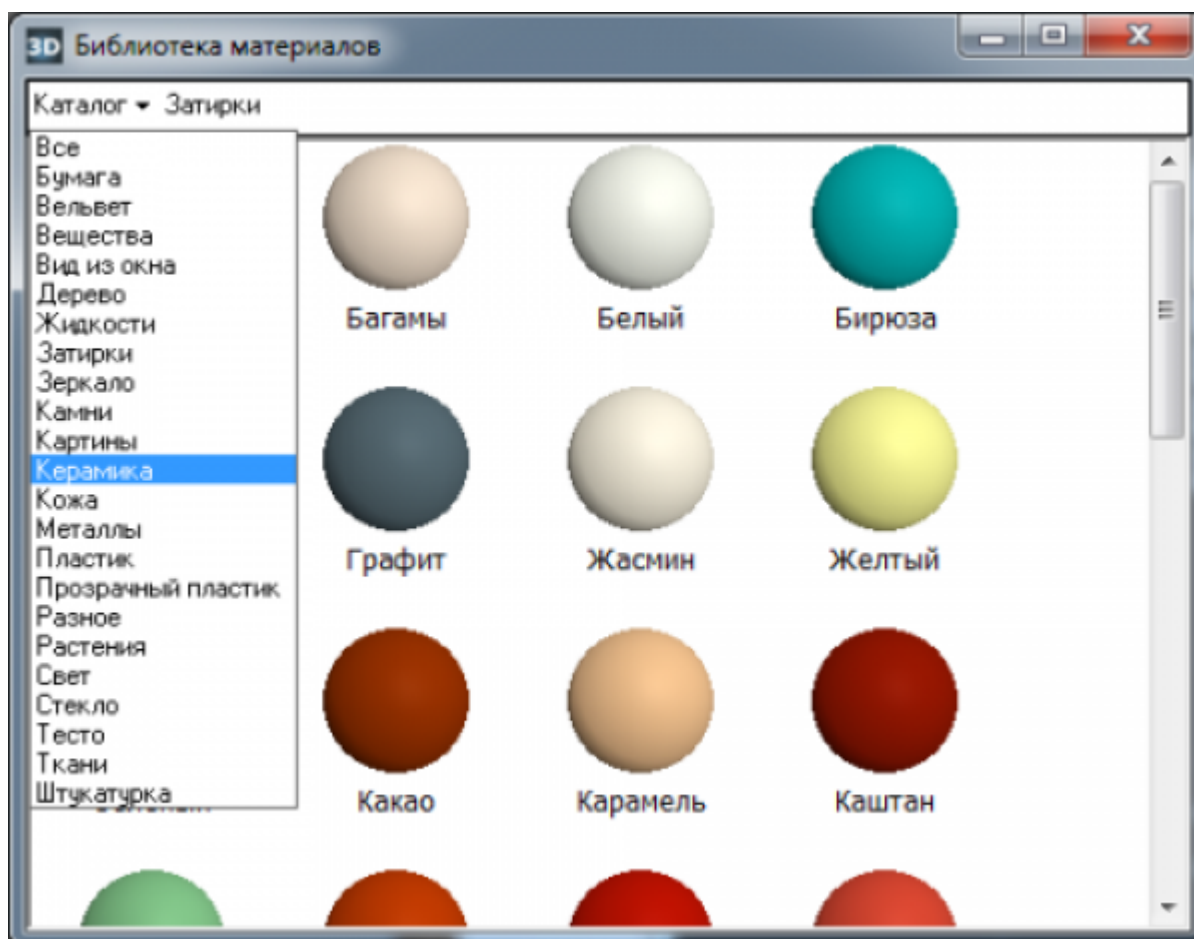 3D Библиотека материалов
Каталог Затирки
Все
Бумага
Вельвет
Вещества
Вид из окна
Дерево
Жидкости
Затирки
Зеркало
Камни
Картины
Керамика
Кожа
Металлы
Пластик
Прозрачный пластик
Разное
Растения
Свет
Стекло
Тесто
Ткани
Штукатурка
Багамы Белый Бирюза
Графит Жасмин Желтый
Какао Карамель Каштан